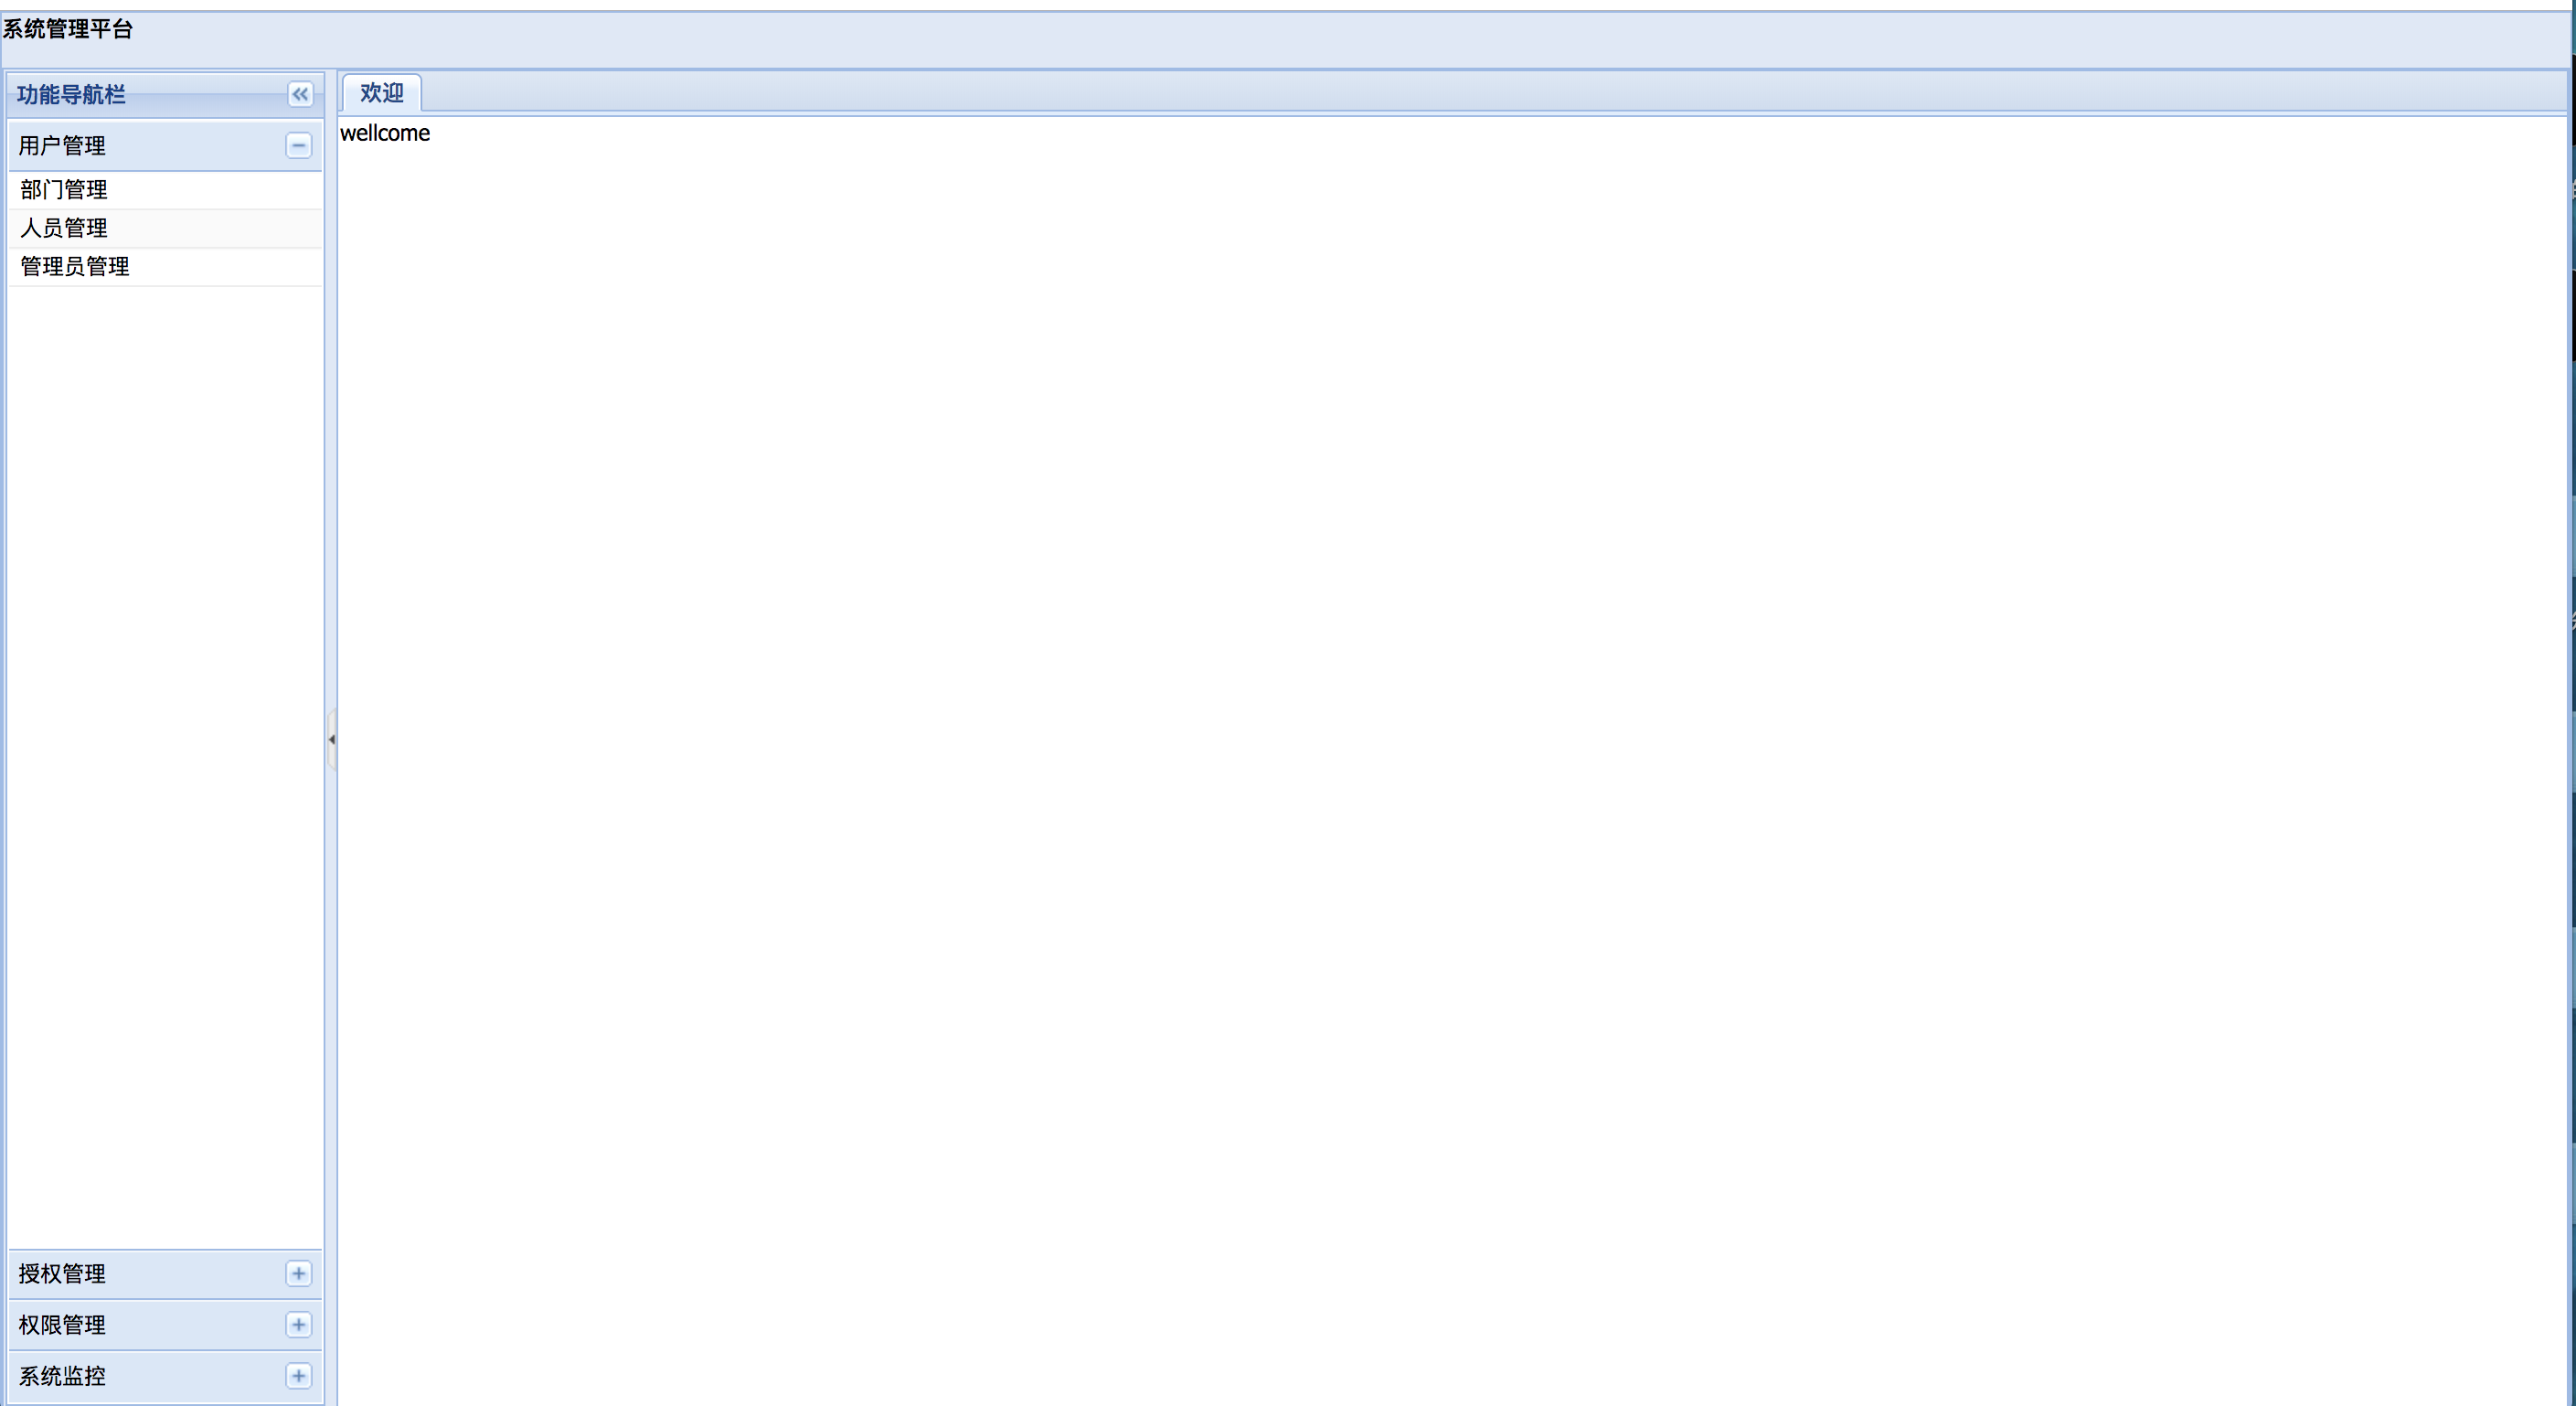 系统管理平台
功能导航栏
欢迎
用户管理
wellcome
部门管理
人员管理
管理员管理
授权管理
权限管理
系统监控